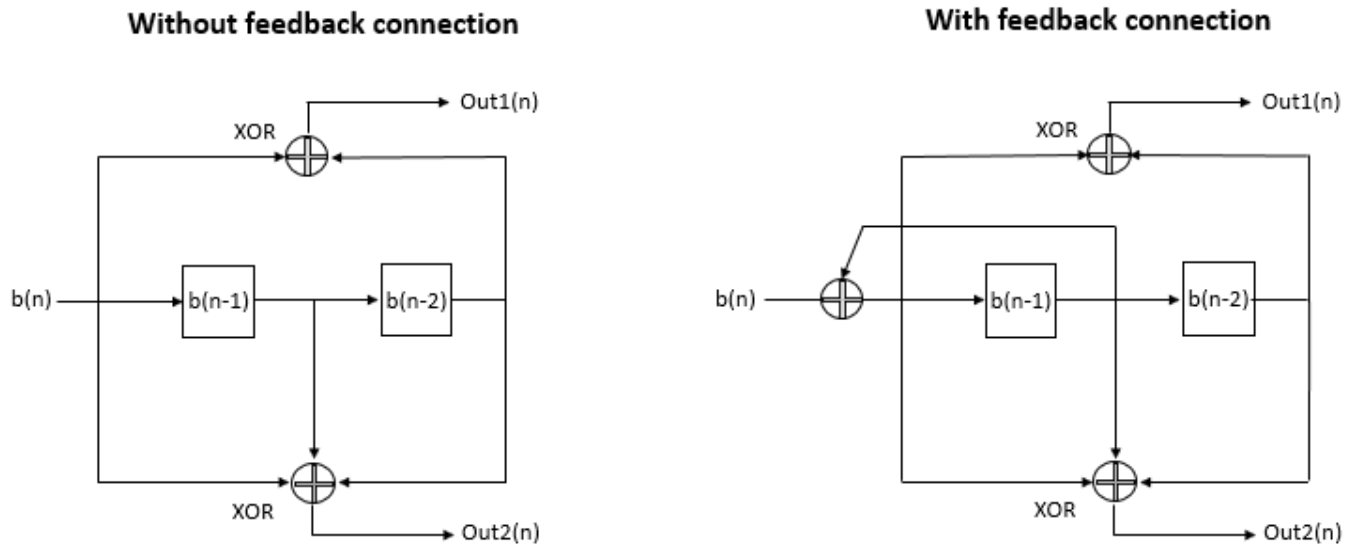 Without feedback connection
Out1(n)
XOR
b(n)
b(n-1)
b(n-2)
XOR
Out2(n)
With feedback connection
Out1(n)
XOR
b(n)
b(n-1)
b(n-2)
XOR
Out2(n)